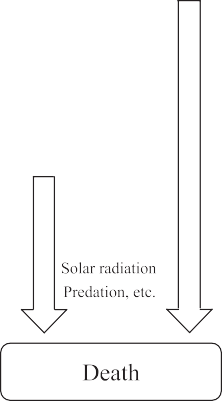 Solar radiation
Predation, etc.
Death